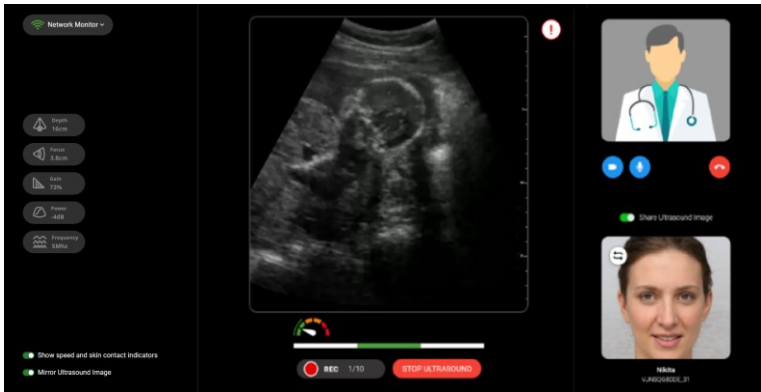 Network Monitor
Depth
16cm
Focus
3.8cm
Gain
73%
Power
-4dB
Frequency
5Mhz
Show speed and skin contact indicators
Mirror Ultrasound Image
!
REC 1/10
STOP ULTRASOUND
Share Ultrasound Image
Nikita